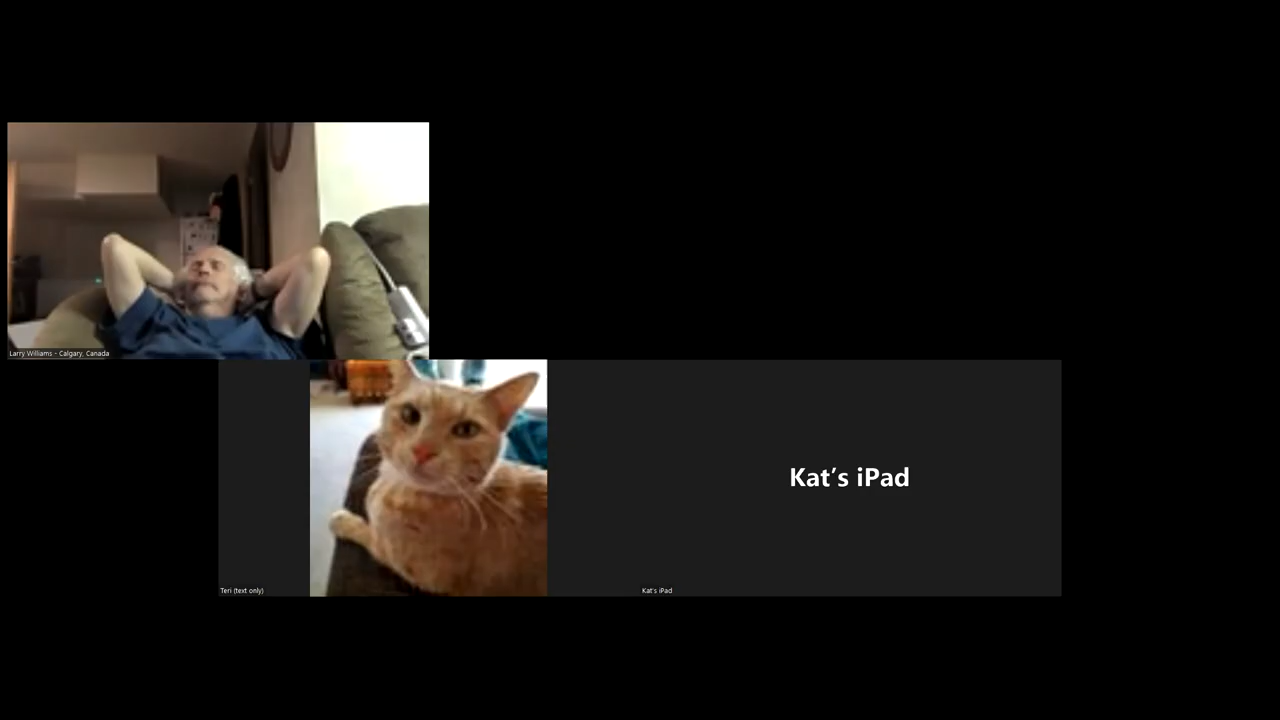 Larry Williams - Calgary, Canada
Kat’s iPad
Teri (text only)
Kat's iPad